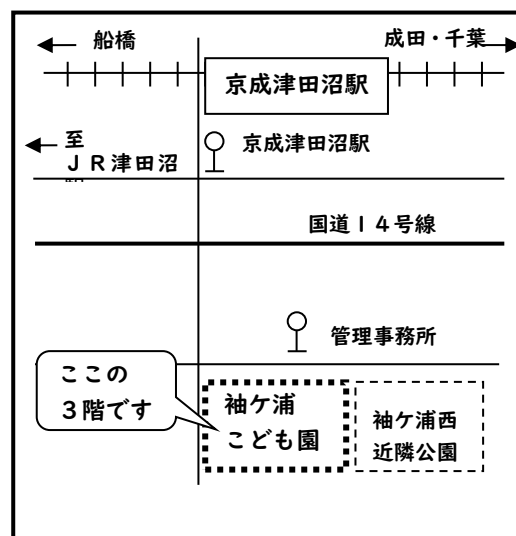 船橋
成田・千葉
京成津田沼駅
京成津田沼駅
至
ＪＲ津田沼
国道１４号線
管理事務所
ここの
３階です
袖ケ浦
こども園
袖ケ浦西
近隣公園